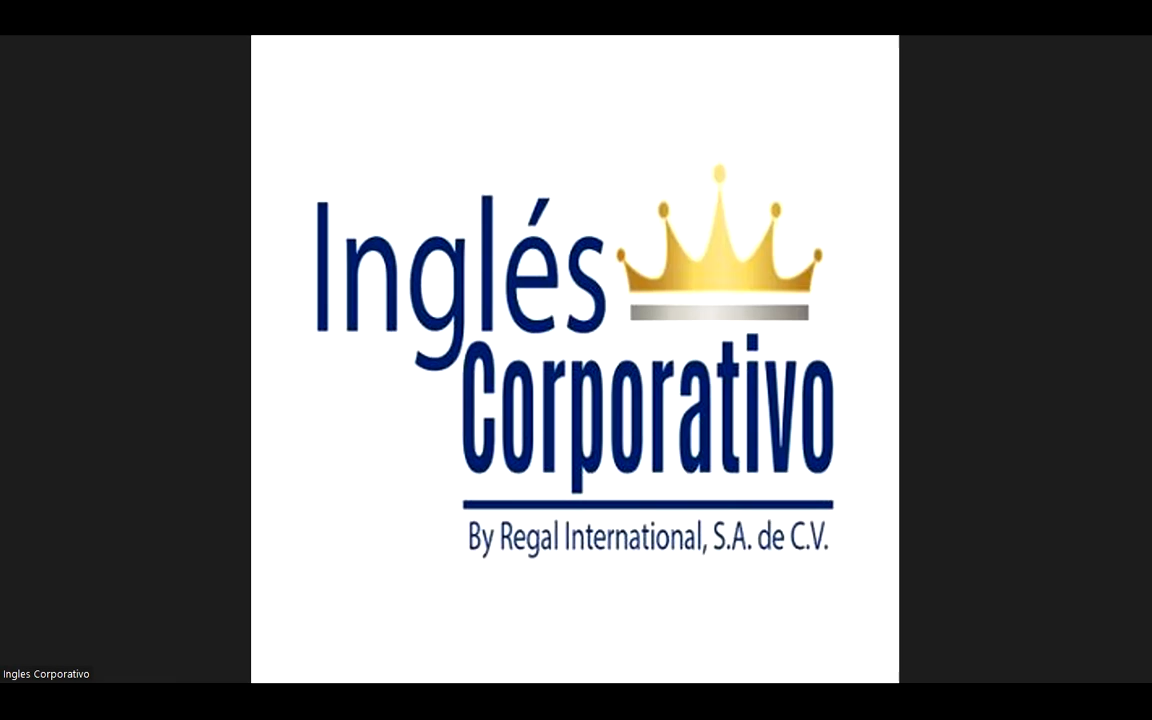 Inglés
Corporativo
By Regal International, S.A. de C.V.
Ingles Corporativo